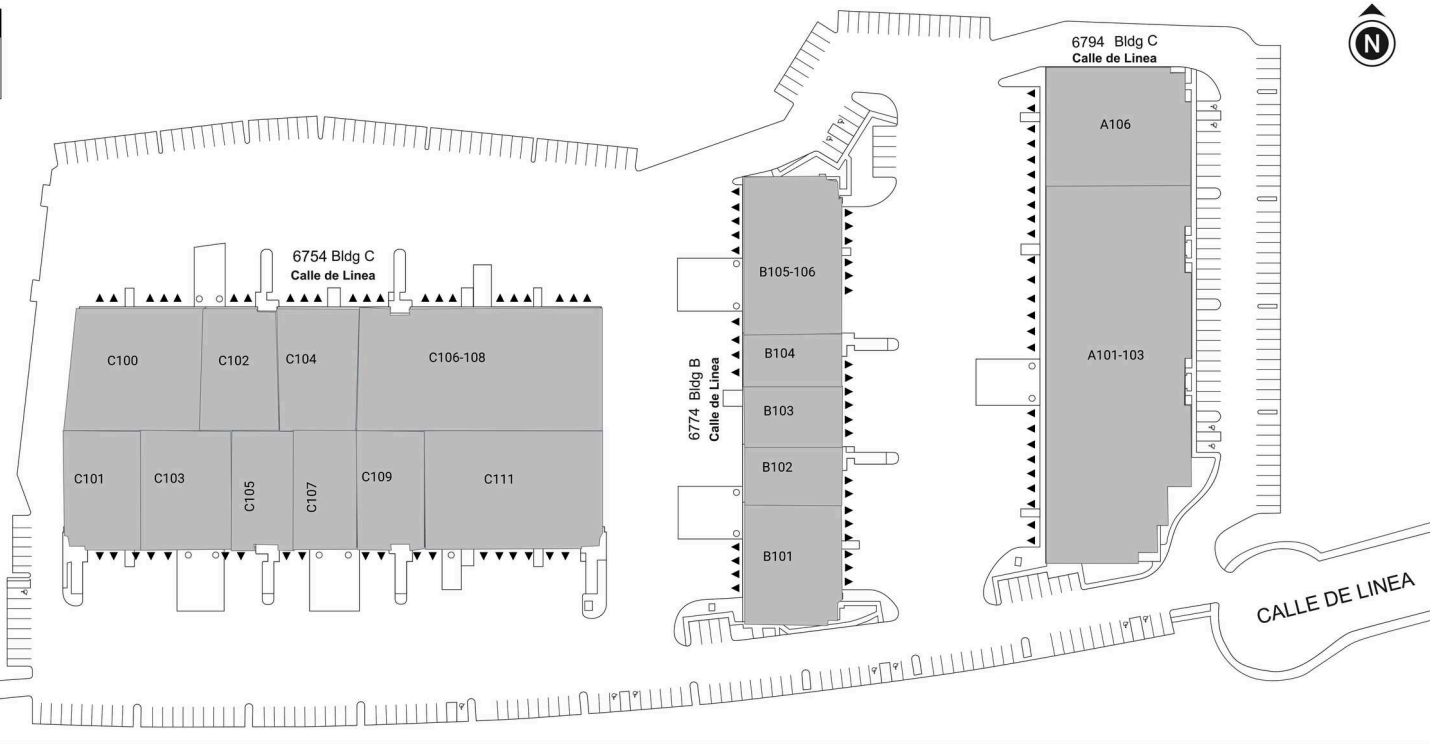 6794 Bldg C
Calle de Linea
N
A106
A101-103
6754 Bldg C
Calle de Linea
C100
C102
C104
C106-108
C101
C103
C105
C107
C109
C111
6774 Bldg B
Calle de Linea
B105-106
B104
B103
B102
B101
CALLE DE LINEA